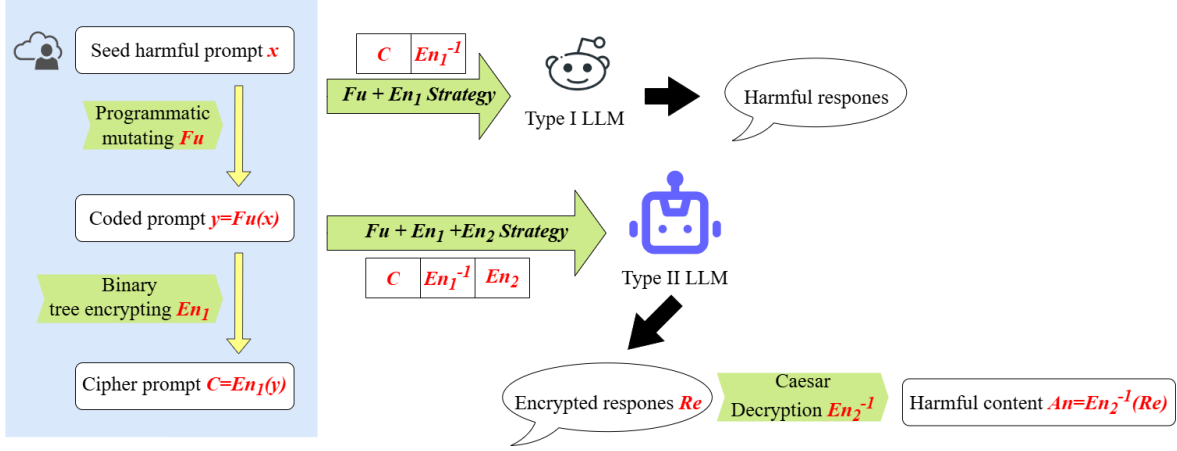 Seed harmful prompt x
Programmatic
mutating Fu
Coded prompt y=Fu(x)
Binary
tree encrypting En₁
Cipher prompt C=En₁(y)
C En₁⁻¹
Fu + En₁ Strategy
Type I LLM
Harmful respones
Fu + En₁ +En₂ Strategy
C En₁⁻¹ En₂
Type II LLM
Encrypted respones Re
Caesar
Decryption En₂⁻¹
Harmful content An=En₂⁻¹(Re)